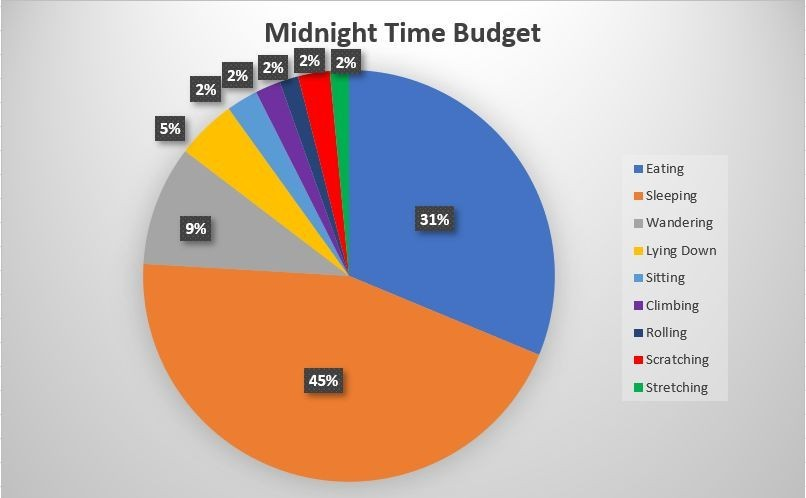 Midnight Time Budget
2%
2%
2%
2%
2%
5%
9%
31%
45%
Eating
Sleeping
Wandering
Lying Down
Sitting
Climbing
Rolling
Scratching
Stretching